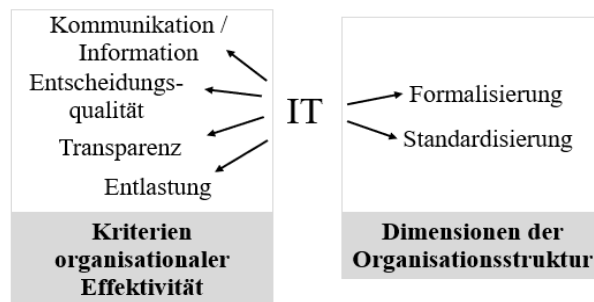 Kommunikation /
Information
Entscheidungs-
qualität
Transparenz
Entlastung
Kriterien
organisationaler
Effektivität
IT
Formalisierung
Standardisierung
Dimensionen der
Organisationsstruktur